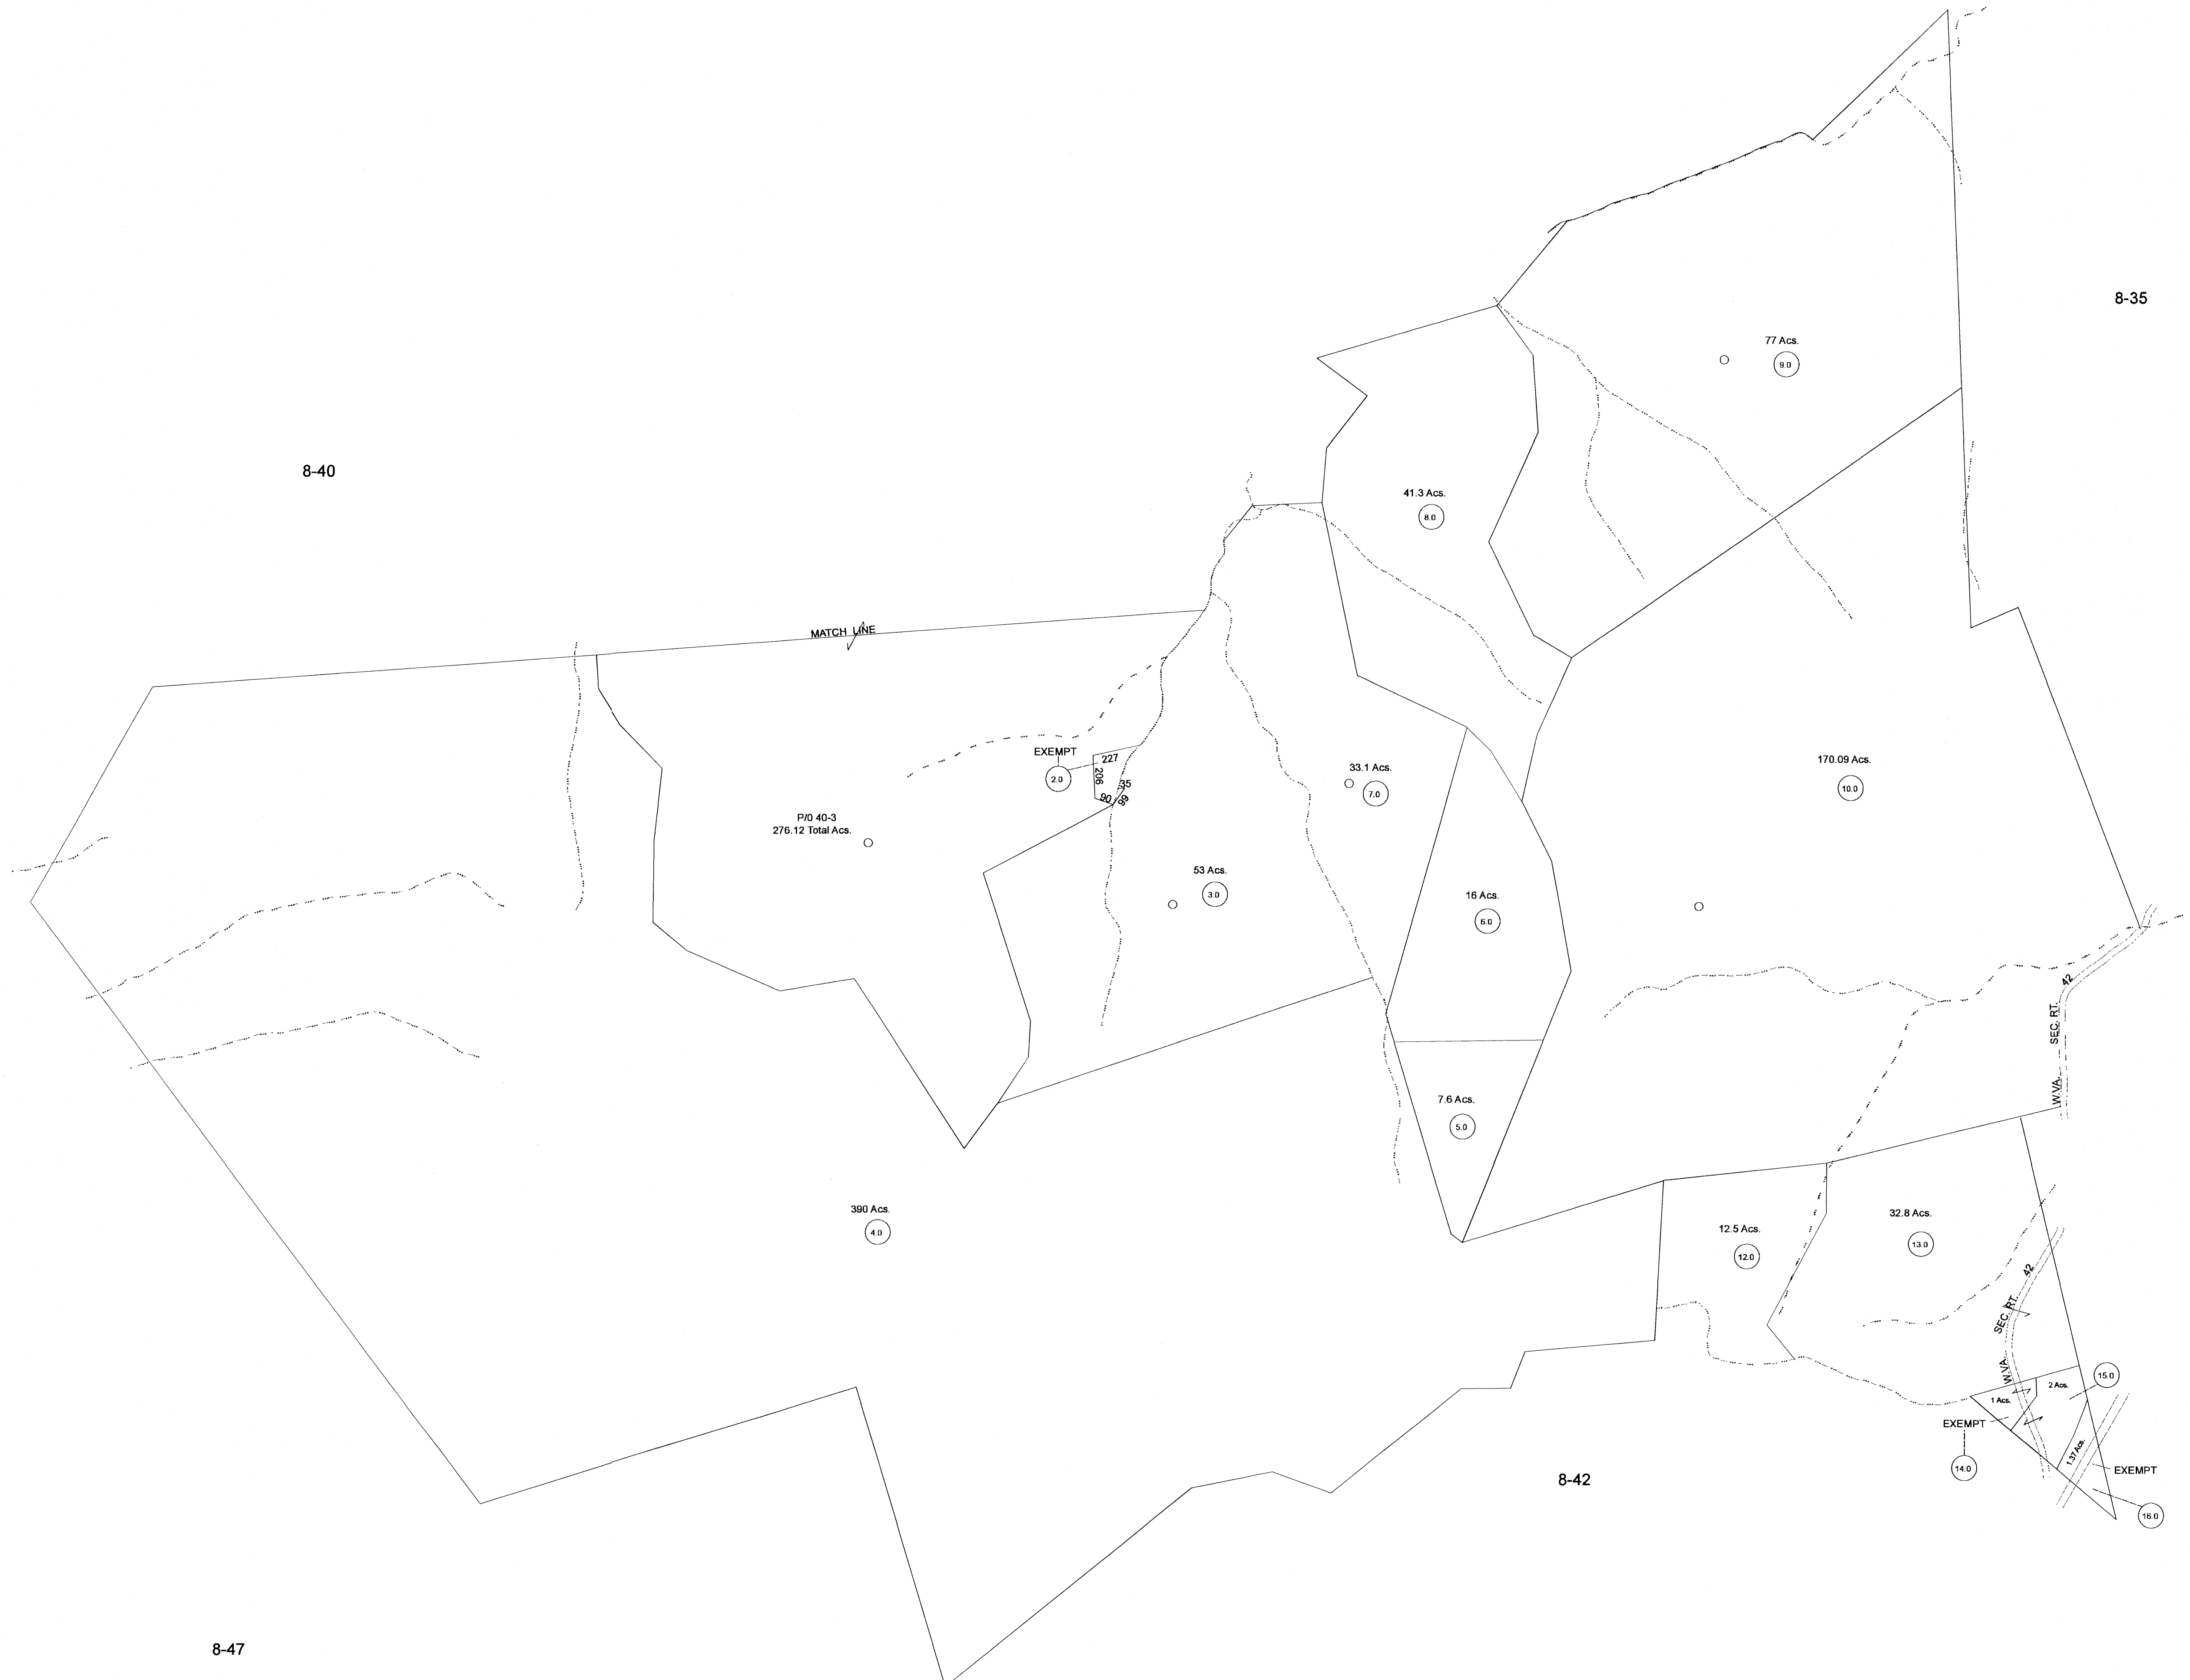 8-35
77 Acs.
9.0
8-40
41.3 Acs.
8.0
MATCH LINE
EXEMPT
2.0
227
206
35
90
99
33.1 Acs.
7.0
170.09 Acs.
10.0
P/0 40-3
276.12 Total Acs.
53 Acs.
3.0
16 Acs.
6.0
W.VA. SEC. RT. 42
7.6 Acs.
5.0
390 Acs.
4.0
12.5 Acs.
12.0
32.8 Acs.
13.0
W.VA. SEC. RT. 42
15.0
2 Acs.
1 Acs.
EXEMPT
14.0
1.37 Acs.
EXEMPT
16.0
8-42
8-47